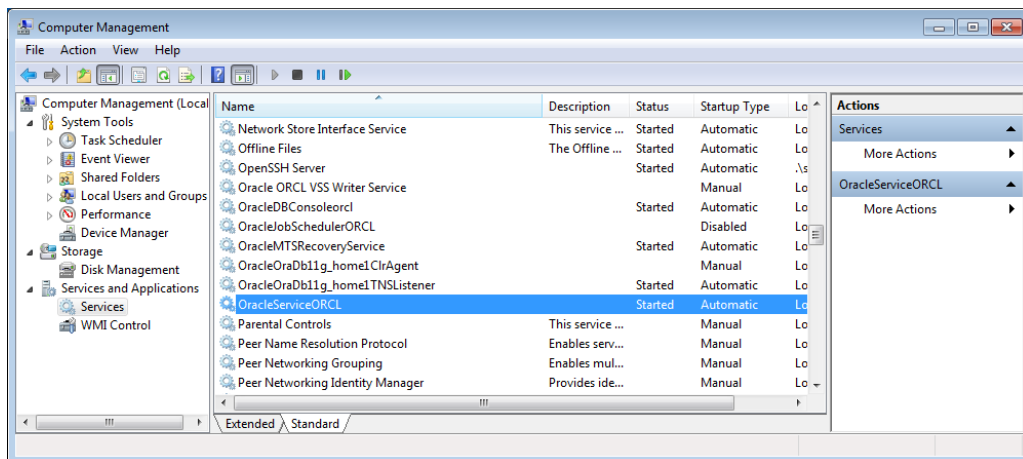 Computer Management
File Action View Help
Computer Management (Local
System Tools
Task Scheduler
Event Viewer
Shared Folders
Local Users and Groups
Performance
Device Manager
Storage
Disk Management
Services and Applications
Services
WMI Control
Name Description Status Startup Type Lo
Network Store Interface Service This service ... Started Automatic Lo
Offline Files The Offline ... Started Automatic Lo
OpenSSH Server Started Automatic .\s
Oracle ORCL VSS Writer Service Manual Lo
OracleDBConsoleorcl Started Automatic Lo
OracleJobSchedulerORCL Disabled Lo
OracleMTSRecoveryService Started Automatic Lo
OracleOraDb11g_home1ClrAgent Manual Lo
OracleOraDb11g_home1TNSListener Started Automatic Lo
OracleServiceORCL Started Automatic Lo
Parental Controls This service ... Manual Lo
Peer Name Resolution Protocol Enables serv... Manual Lo
Peer Networking Grouping Enables mul... Manual Lo
Peer Networking Identity Manager Provides ide... Manual Lo
Extended Standard
Actions
Services
More Actions
OracleServiceORCL
More Actions